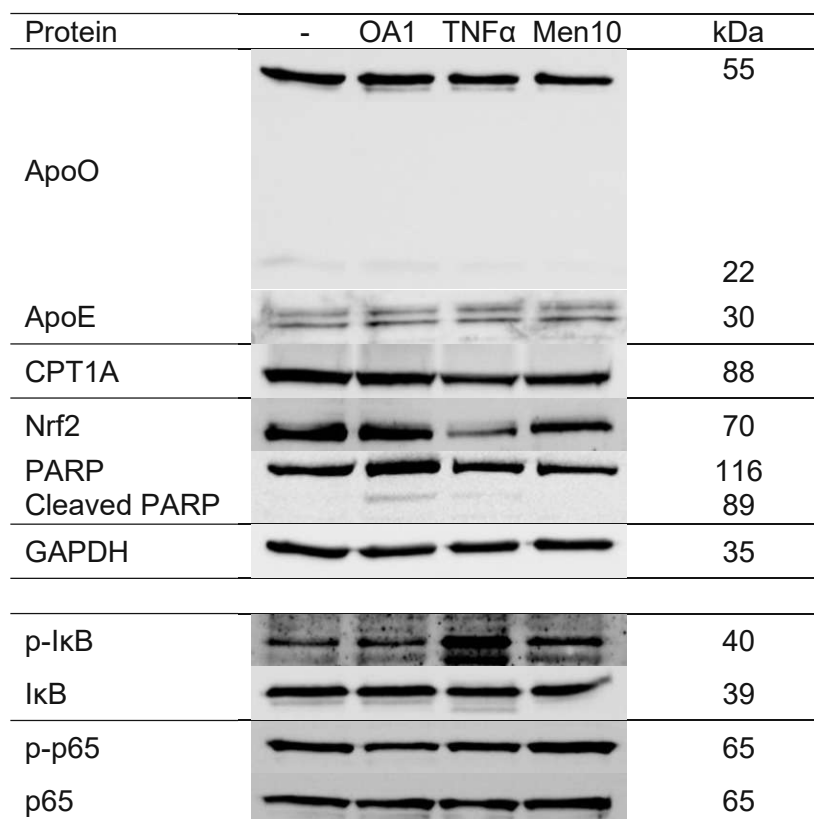 Protein - OA1 TNFα Men10 kDa
55
ApoO
22
ApoE 30
CPT1A 88
Nrf2 70
PARP 116
Cleaved PARP 89
GAPDH 35
p-IκB 40
IκB 39
p-p65 65
p65 65